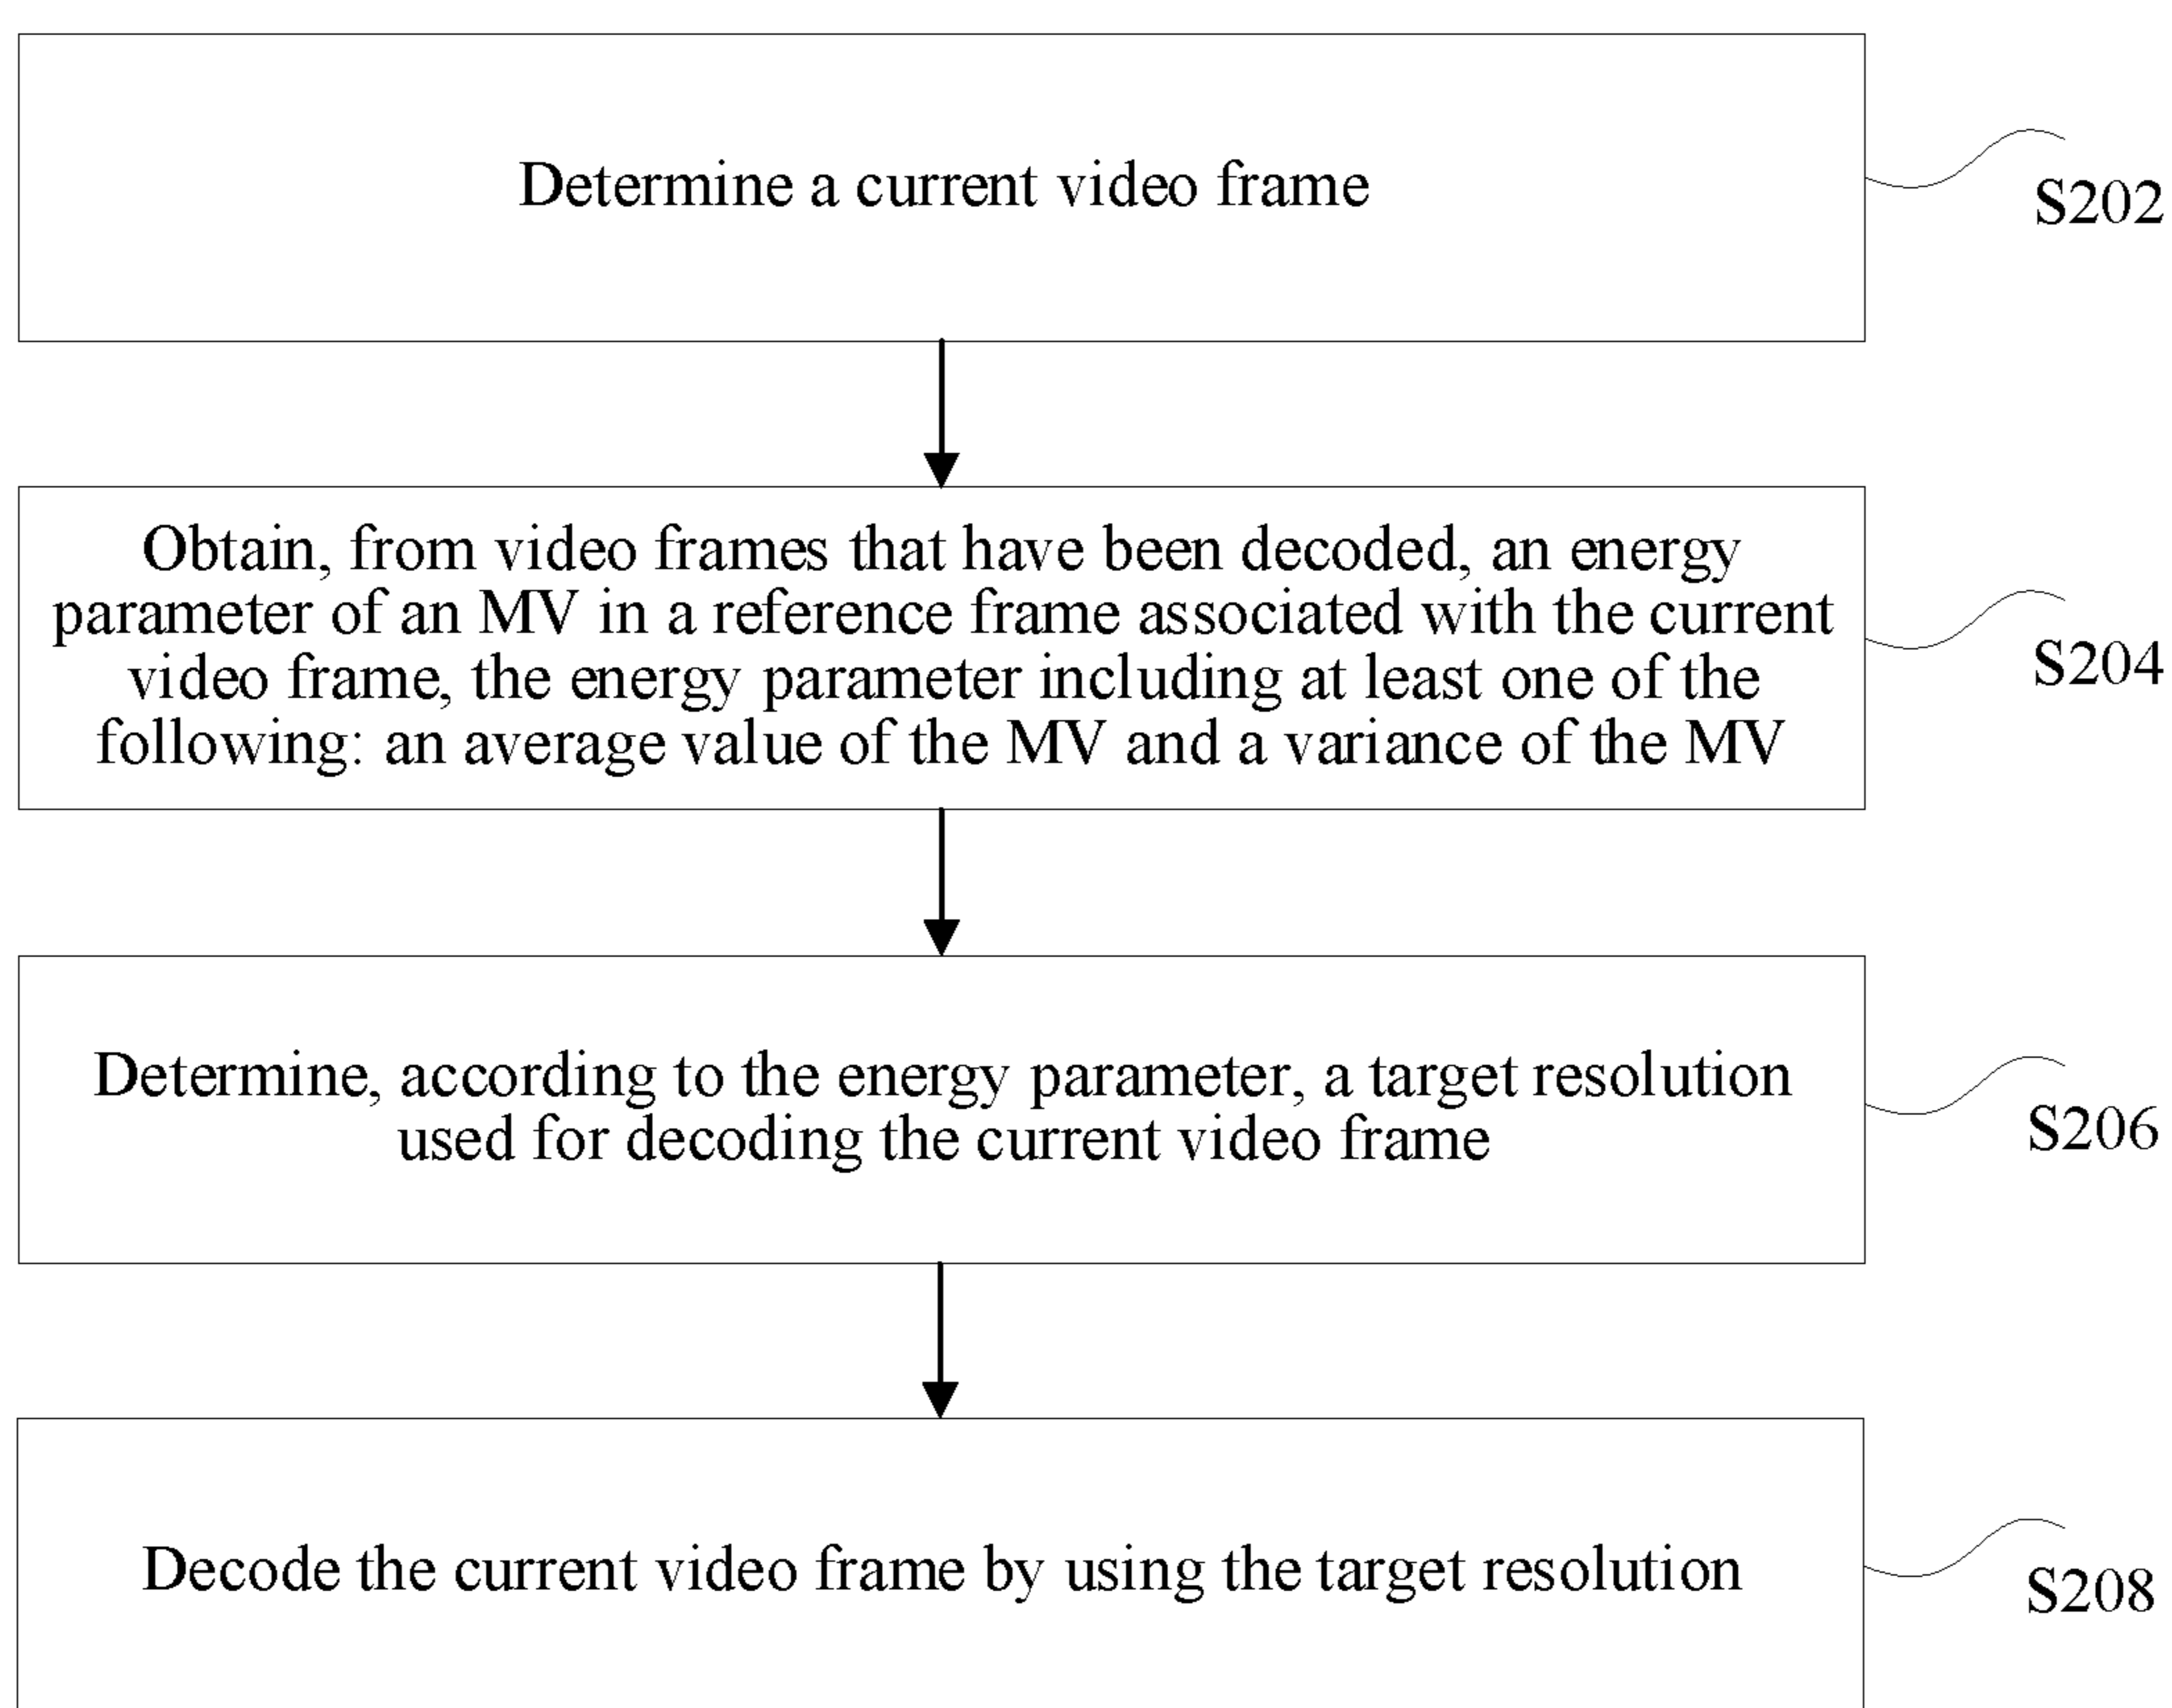 Determine a current video frame
S202
Obtain, from video frames that have been decoded, an energy
parameter of an MV in a reference frame associated with the current
video frame, the energy parameter including at least one of the
following: an average value of the MV and a variance of the MV
S204
Determine, according to the energy parameter, a target resolution
used for decoding the current video frame
S206
Decode the current video frame by using the target resolution
S208